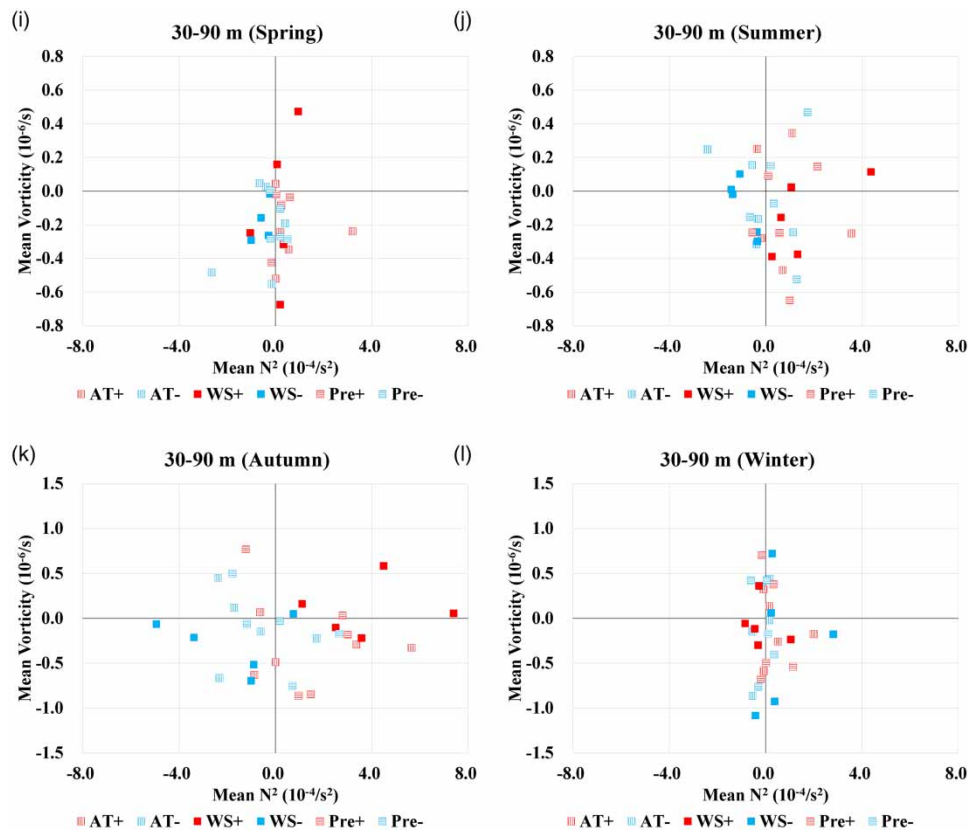 (i)
30-90 m (Spring)
0.8
0.6
0.4
0.2
0.0
-0.2
-0.4
-0.6
-0.8
Mean Vorticity (10⁻⁶/s)
-8.0 -4.0 0.0 4.0 8.0
Mean N² (10⁻⁴/s²)
AT+ AT- WS+ WS- Pre+ Pre-
(j)
30-90 m (Summer)
0.8
0.6
0.4
0.2
0.0
-0.2
-0.4
-0.6
-0.8
Mean Vorticity (10⁻⁶/s)
-8.0 -4.0 0.0 4.0 8.0
Mean N² (10⁻⁴/s²)
AT+ AT- WS+ WS- Pre+ Pre-
(k)
30-90 m (Autumn)
1.5
1.0
0.5
0.0
-0.5
-1.0
-1.5
Mean Vorticity (10⁻⁶/s)
-8.0 -4.0 0.0 4.0 8.0
Mean N² (10⁻⁴/s²)
AT+ AT- WS+ WS- Pre+ Pre-
(l)
30-90 m (Winter)
1.5
1.0
0.5
0.0
-0.5
-1.0
-1.5
Mean Vorticity (10⁻⁶/s)
-8.0 -4.0 0.0 4.0 8.0
Mean N² (10⁻⁴/s²)
AT+ AT- WS+ WS- Pre+ Pre-